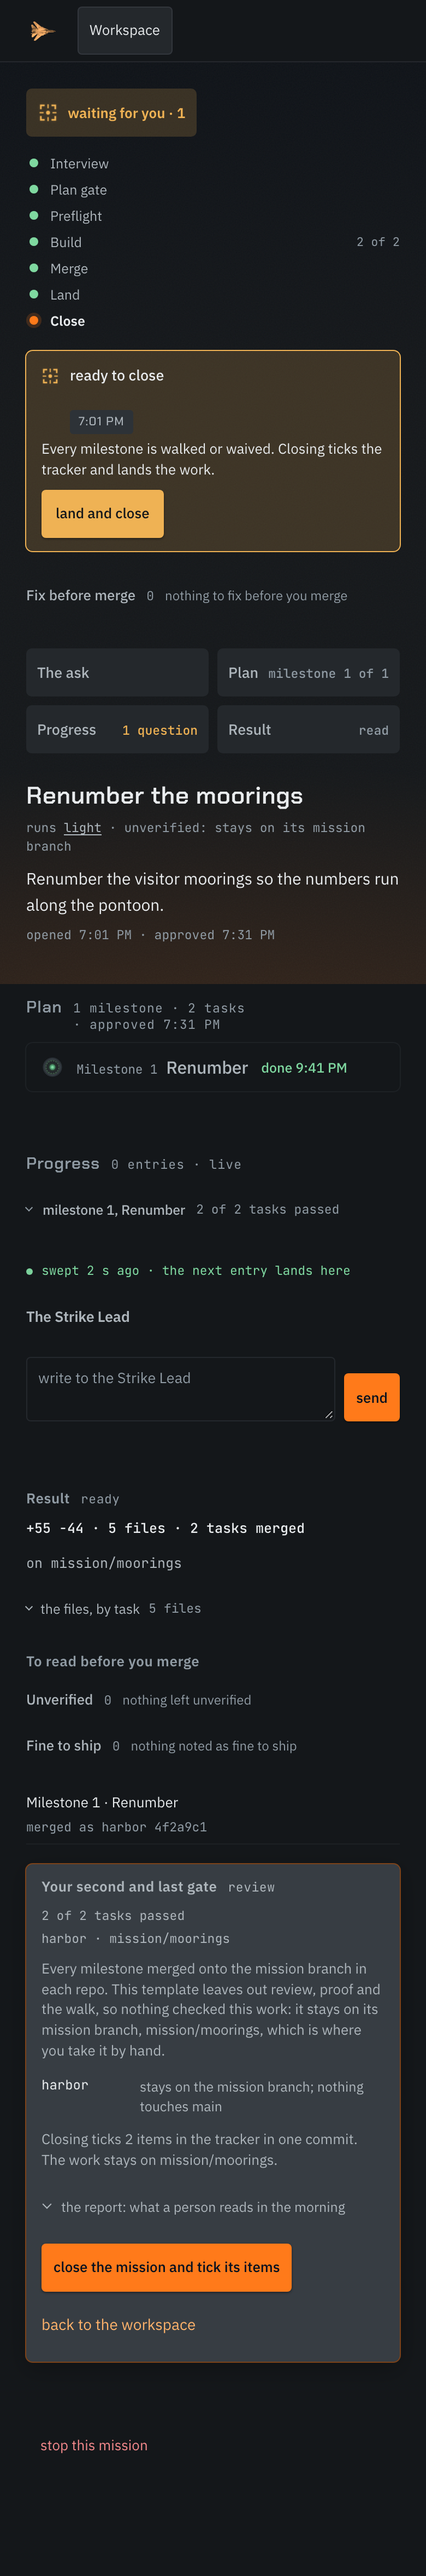 Workspace
waiting for you · 1
Interview
Plan gate
Preflight
Build 2 of 2
Merge
Land
Close
ready to close
7:01 PM
Every milestone is walked or waived. Closing ticks the
tracker and lands the work.
land and close
Fix before merge 0 nothing to fix before you merge
The ask
Plan milestone 1 of 1
Progress 1 question
Result read
Renumber the moorings
runs light · unverified: stays on its mission
branch
Renumber the visitor moorings so the numbers run
along the pontoon.
opened 7:01 PM · approved 7:31 PM
Plan 1 milestone · 2 tasks
· approved 7:31 PM
Milestone 1 Renumber done 9:41 PM
Progress 0 entries · live
milestone 1, Renumber 2 of 2 tasks passed
swept 2 s ago · the next entry lands here
The Strike Lead
write to the Strike Lead
send
Result ready
+55 -44 · 5 files · 2 tasks merged
on mission/moorings
the files, by task 5 files
To read before you merge
Unverified 0 nothing left unverified
Fine to ship 0 nothing noted as fine to ship
Milestone 1 · Renumber
merged as harbor 4f2a9c1
Your second and last gate review
2 of 2 tasks passed
harbor · mission/moorings
Every milestone merged onto the mission branch in
each repo. This template leaves out review, proof and
the walk, so nothing checked this work: it stays on its
mission branch, mission/moorings, which is where
you take it by hand.
harbor stays on the mission branch; nothing
touches main
Closing ticks 2 items in the tracker in one commit.
The work stays on mission/moorings.
the report: what a person reads in the morning
close the mission and tick its items
back to the workspace
stop this mission